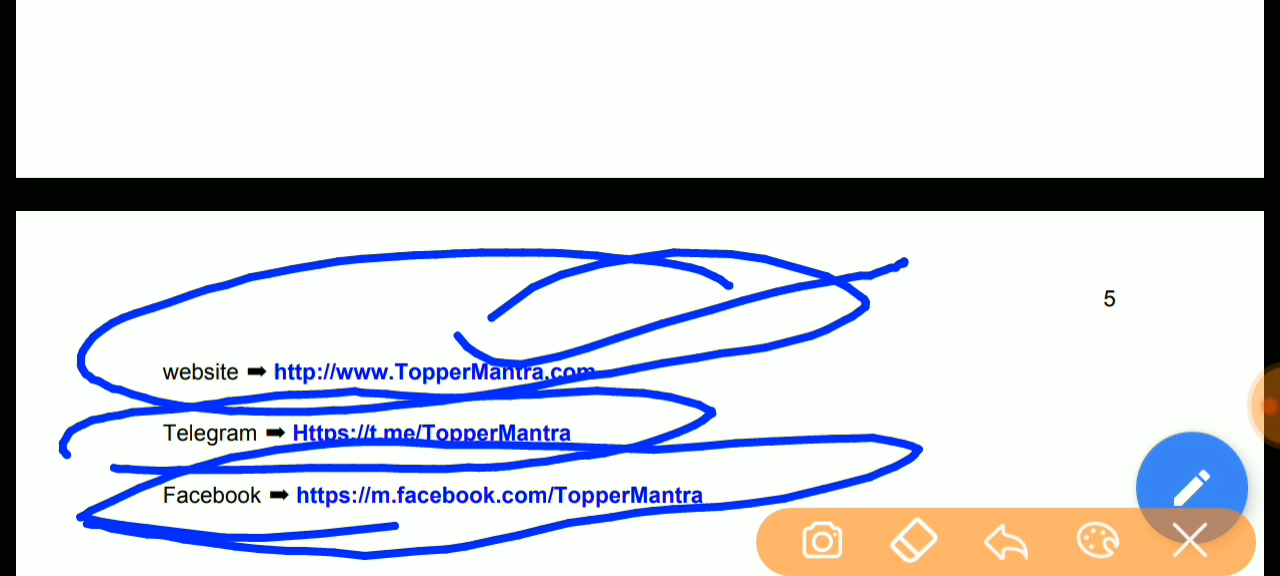 5
website ➡ http://www.TopperMantra.com
Telegram ➡ Https://t.me/TopperMantra
Facebook ➡ https://m.facebook.com/TopperMantra